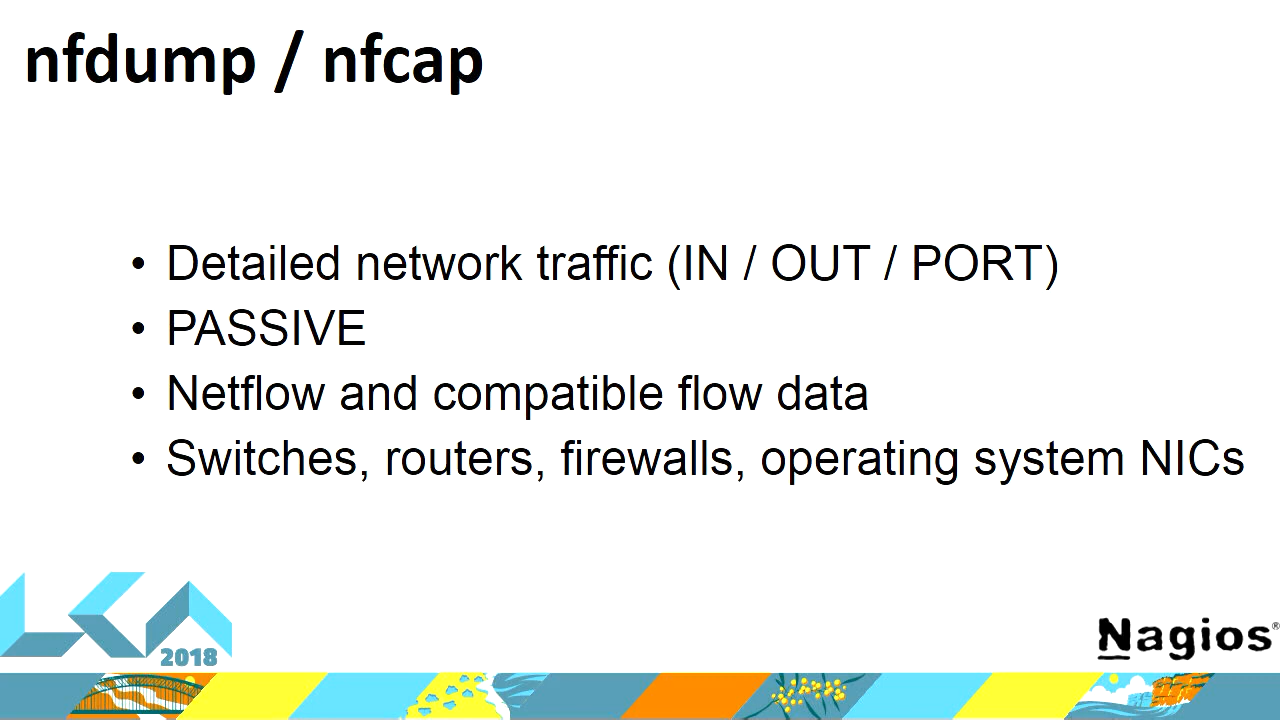 nfdump / nfcap
• Detailed network traffic (IN / OUT / PORT)
• PASSIVE
• Netflow and compatible flow data
• Switches, routers, firewalls, operating system NICs
LCA
2018
Nagios®